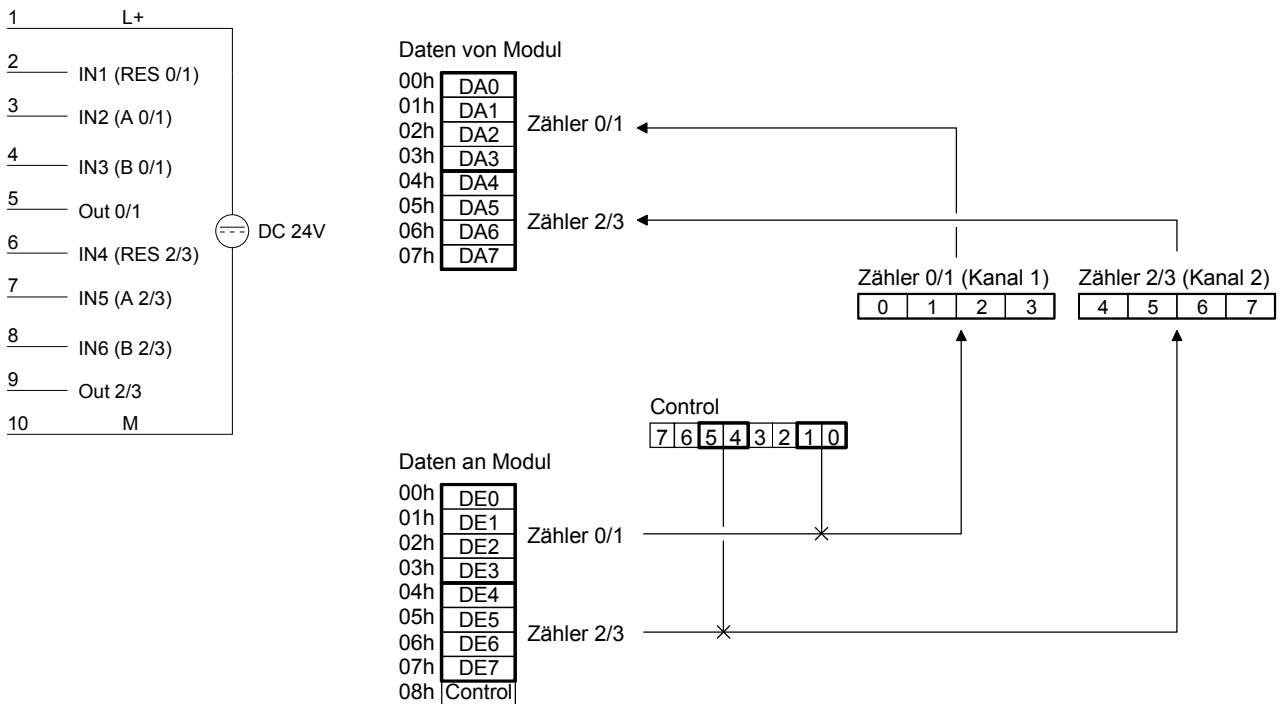 1 L+
2 IN1 (RES 0/1)
3 IN2 (A 0/1)
4 IN3 (B 0/1)
5 Out 0/1
6 IN4 (RES 2/3)
7 IN5 (A 2/3)
8 IN6 (B 2/3)
9 Out 2/3
10 M
DC 24V
Daten von Modul
00h DA0
01h DA1
02h DA2
03h DA3
Zähler 0/1
04h DA4
05h DA5
06h DA6
07h DA7
Zähler 2/3
Zähler 0/1 (Kanal 1)
0 1 2 3
Zähler 2/3 (Kanal 2)
4 5 6 7
Control
7 6 5 4 3 2 1 0
Daten an Modul
00h DE0
01h DE1
02h DE2
03h DE3
Zähler 0/1
04h DE4
05h DE5
06h DE6
07h DE7
Zähler 2/3
08h Control